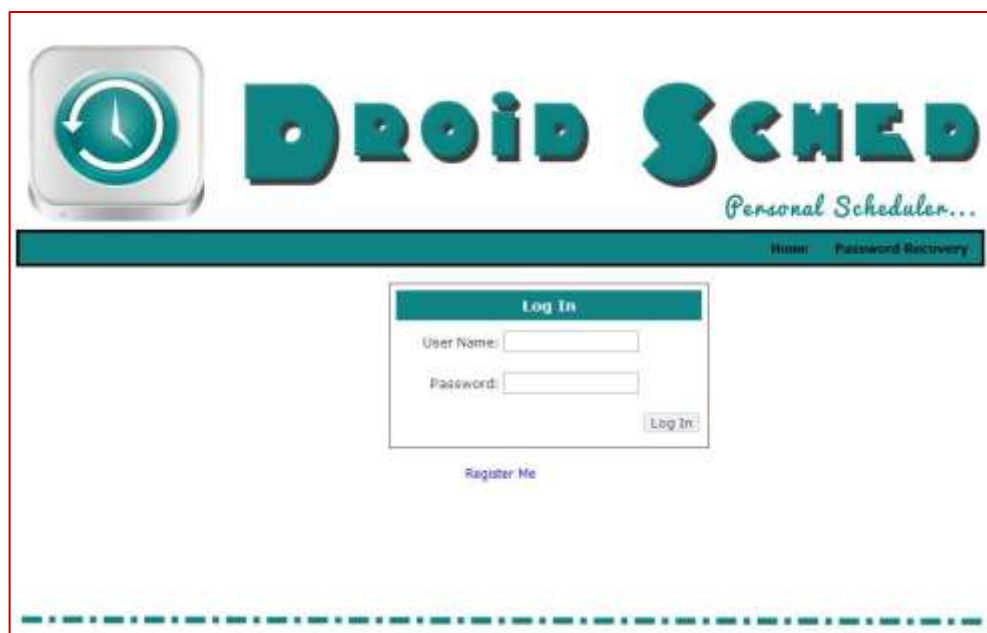 Droid Sched
Personal Scheduler...
Home Password Recovery
Log In
User Name:
Password:
Log In
Register Me